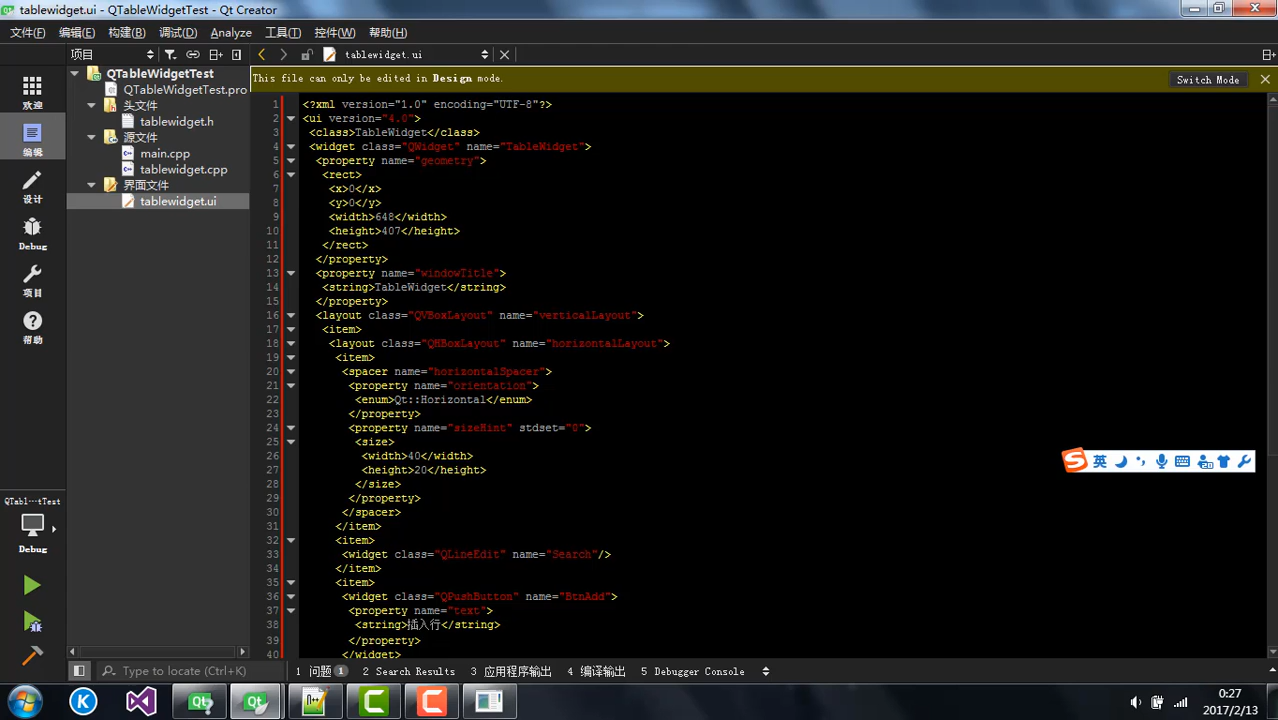 tablewidget.ui - QTableWidgetTest - Qt Creator
文件(F) 编辑(E) 构建(B) 调试(D) Analyze 工具(T) 控件(W) 帮助(H)
项目 tablewidget.ui
This file can only be edited in Design mode. Switch Mode
欢迎
编辑
设计
Debug
项目
帮助
QTabl···tTest
Debug
QTableWidgetTest
QTableWidgetTest.pro
头文件
tablewidget.h
源文件
main.cpp
tablewidget.cpp
界面文件
tablewidget.ui
1 <?xml version="1.0" encoding="UTF-8"?>
2 <ui version="4.0">
3 <class>TableWidget</class>
4 <widget class="QWidget" name="TableWidget">
5 <property name="geometry">
6 <rect>
7 <x>0</x>
8 <y>0</y>
9 <width>648</width>
10 <height>407</height>
11 </rect>
12 </property>
13 <property name="windowTitle">
14 <string>TableWidget</string>
15 </property>
16 <layout class="QVBoxLayout" name="verticalLayout">
17 <item>
18 <layout class="QHBoxLayout" name="horizontalLayout">
19 <item>
20 <spacer name="horizontalSpacer">
21 <property name="orientation">
22 <enum>Qt::Horizontal</enum>
23 </property>
24 <property name="sizeHint" stdset="0">
25 <size>
26 <width>40</width>
27 <height>20</height>
28 </size>
29 </property>
30 </spacer>
31 </item>
32 <item>
33 <widget class="QLineEdit" name="Search"/>
34 </item>
35 <item>
36 <widget class="QPushButton" name="BtnAdd">
37 <property name="text">
38 <string>插入行</string>
39 </property>
40 </widget>
英
Type to locate (Ctrl+K) 1 问题 1 2 Search Results 3 应用程序输出 4 编译输出 5 Debugger Console
0:27
2017/2/13